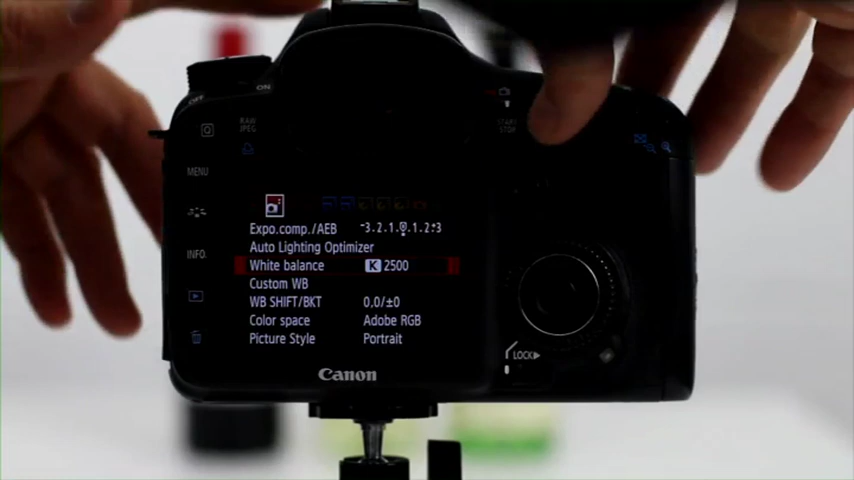 ON
OFF
RAW
JPEG
Q
START
STOP
MENU
INFO.
Expo.comp./AEB -3.2.1.0.1.2.+3
Auto Lighting Optimizer
White balance K 2500
Custom WB
WB SHIFT/BKT 0,0/±0
Color space Adobe RGB
Picture Style Portrait
LOCK▶
Canon